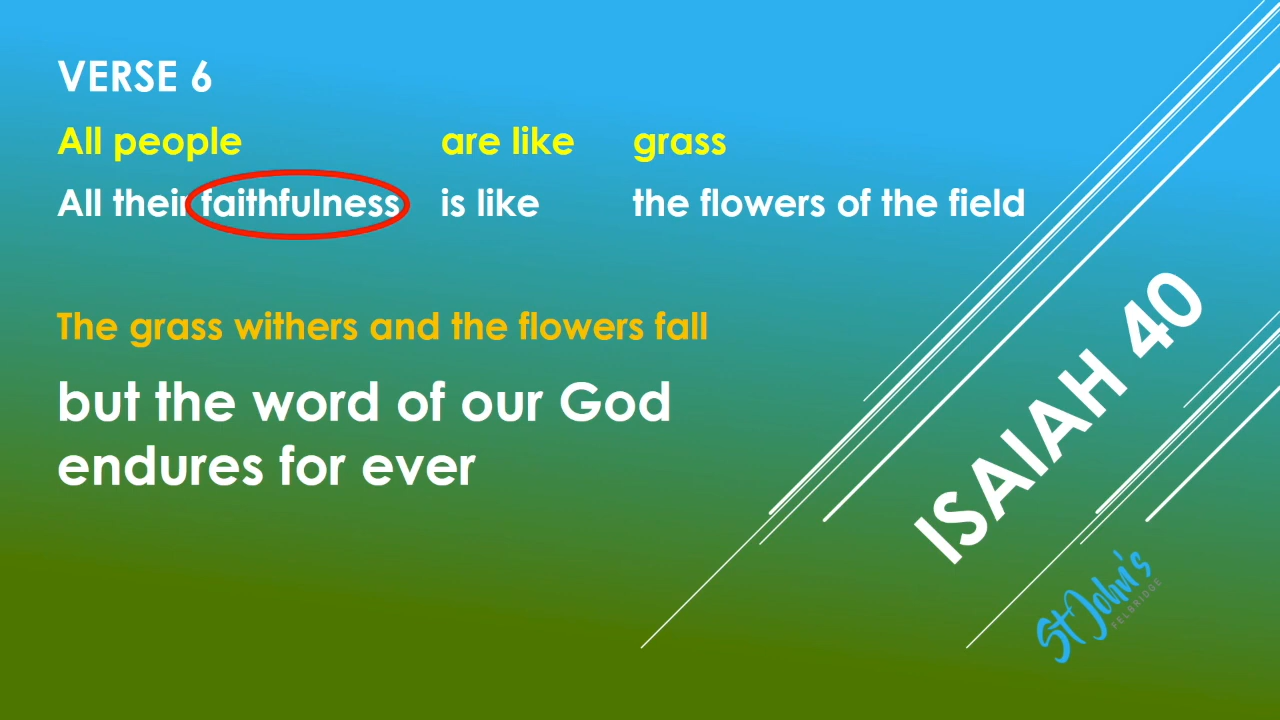 VERSE 6
All people are like grass
All their faithfulness is like the flowers of the field
The grass withers and the flowers fall
but the word of our God
endures for ever
ISAIAH 40
St John's
FELBRIDGE